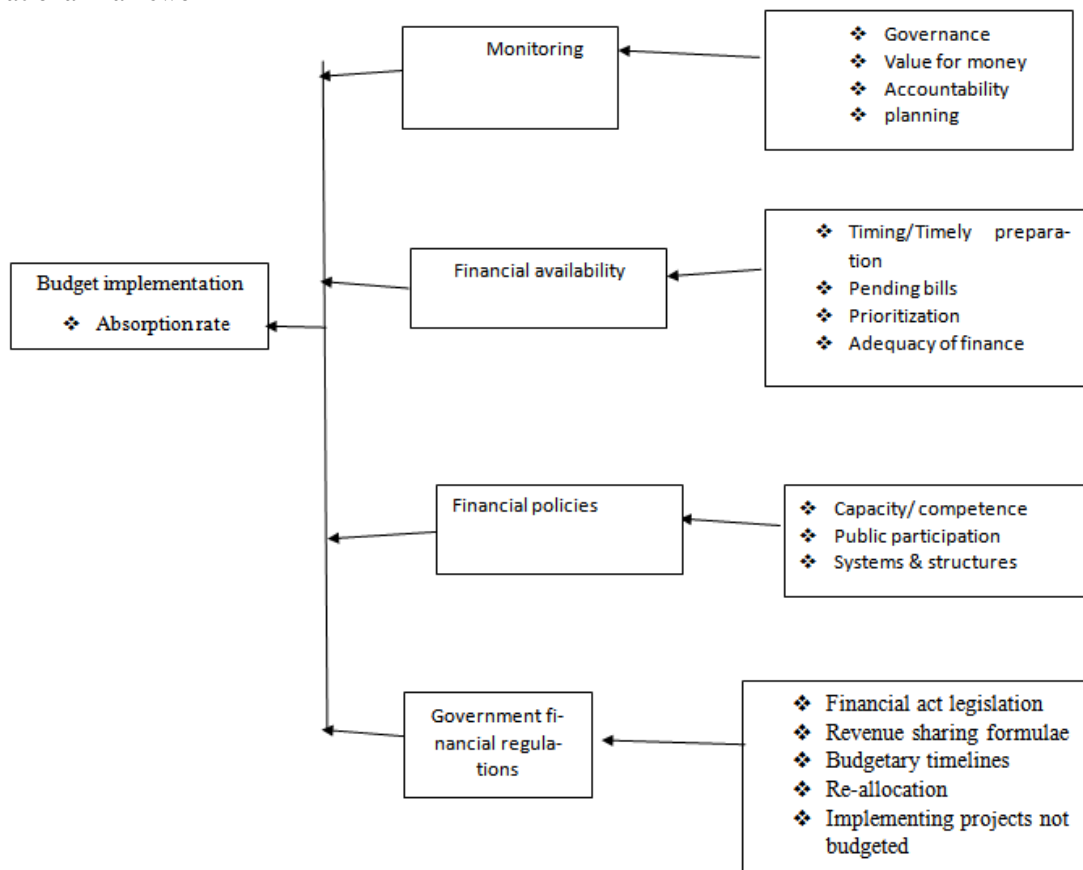 Monitoring
❖ Governance
❖ Value for money
❖ Accountability
❖ planning
Financial availability
❖ Timing/Timely prepara-
tion
❖ Pending bills
❖ Prioritization
❖ Adequacy of finance
Budget implementation
❖ Absorption rate
Financial policies
❖ Capacity/ competence
❖ Public participation
❖ Systems & structures
Government fi-
nancial regula-
tions
❖ Financial act legislation
❖ Revenue sharing formulae
❖ Budgetary timelines
❖ Re-allocation
❖ Implementing projects not
budgeted